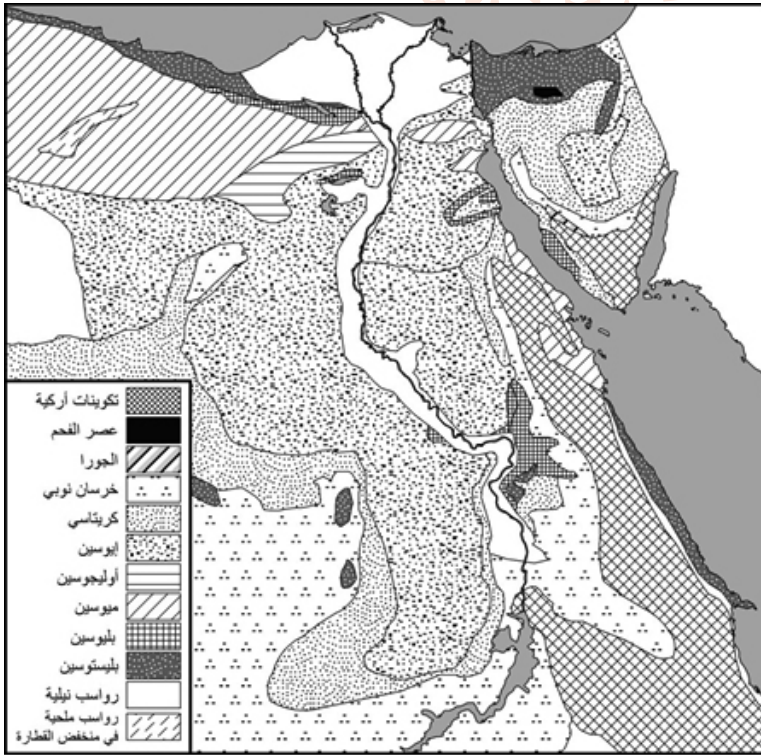 تكوينات أركية
عصر الفحم
الجورا
خرسان نوبي
كريتاسي
إيوسين
أوليجوسين
ميوسين
بليوسين
بليستوسين
رواسب نيلية
رواسب ملحية
في منخفض القطارة